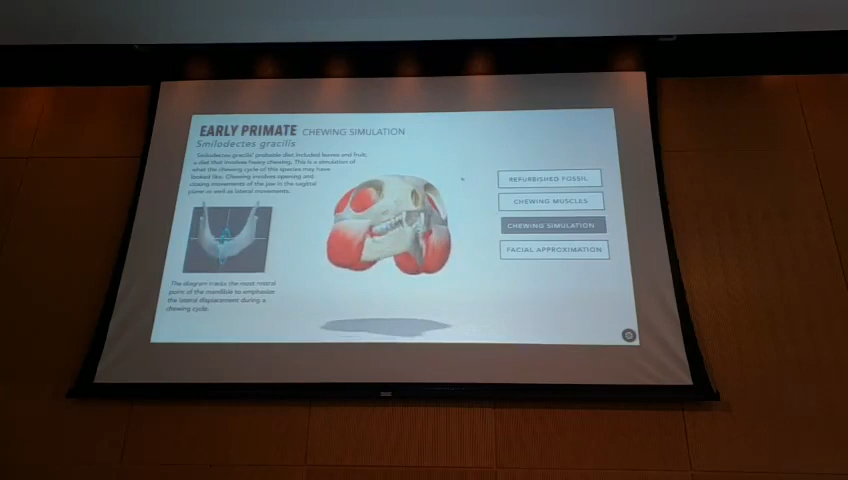 EARLY PRIMATE CHEWING SIMULATION
Smilodectes gracilis
Smilodectes gracilis' probable diet included leaves and fruit,
a diet that involves heavy chewing. This is a simulation of
what the chewing cycle of this species may have
looked like. Chewing involves opening and
closing movements of the jaw in the sagittal
plane as well as lateral movements.
The diagram tracks the most rostral
point of the mandible to emphasize
the lateral displacement during a
chewing cycle.
REFURBISHED FOSSIL
CHEWING MUSCLES
CHEWING SIMULATION
FACIAL APPROXIMATION